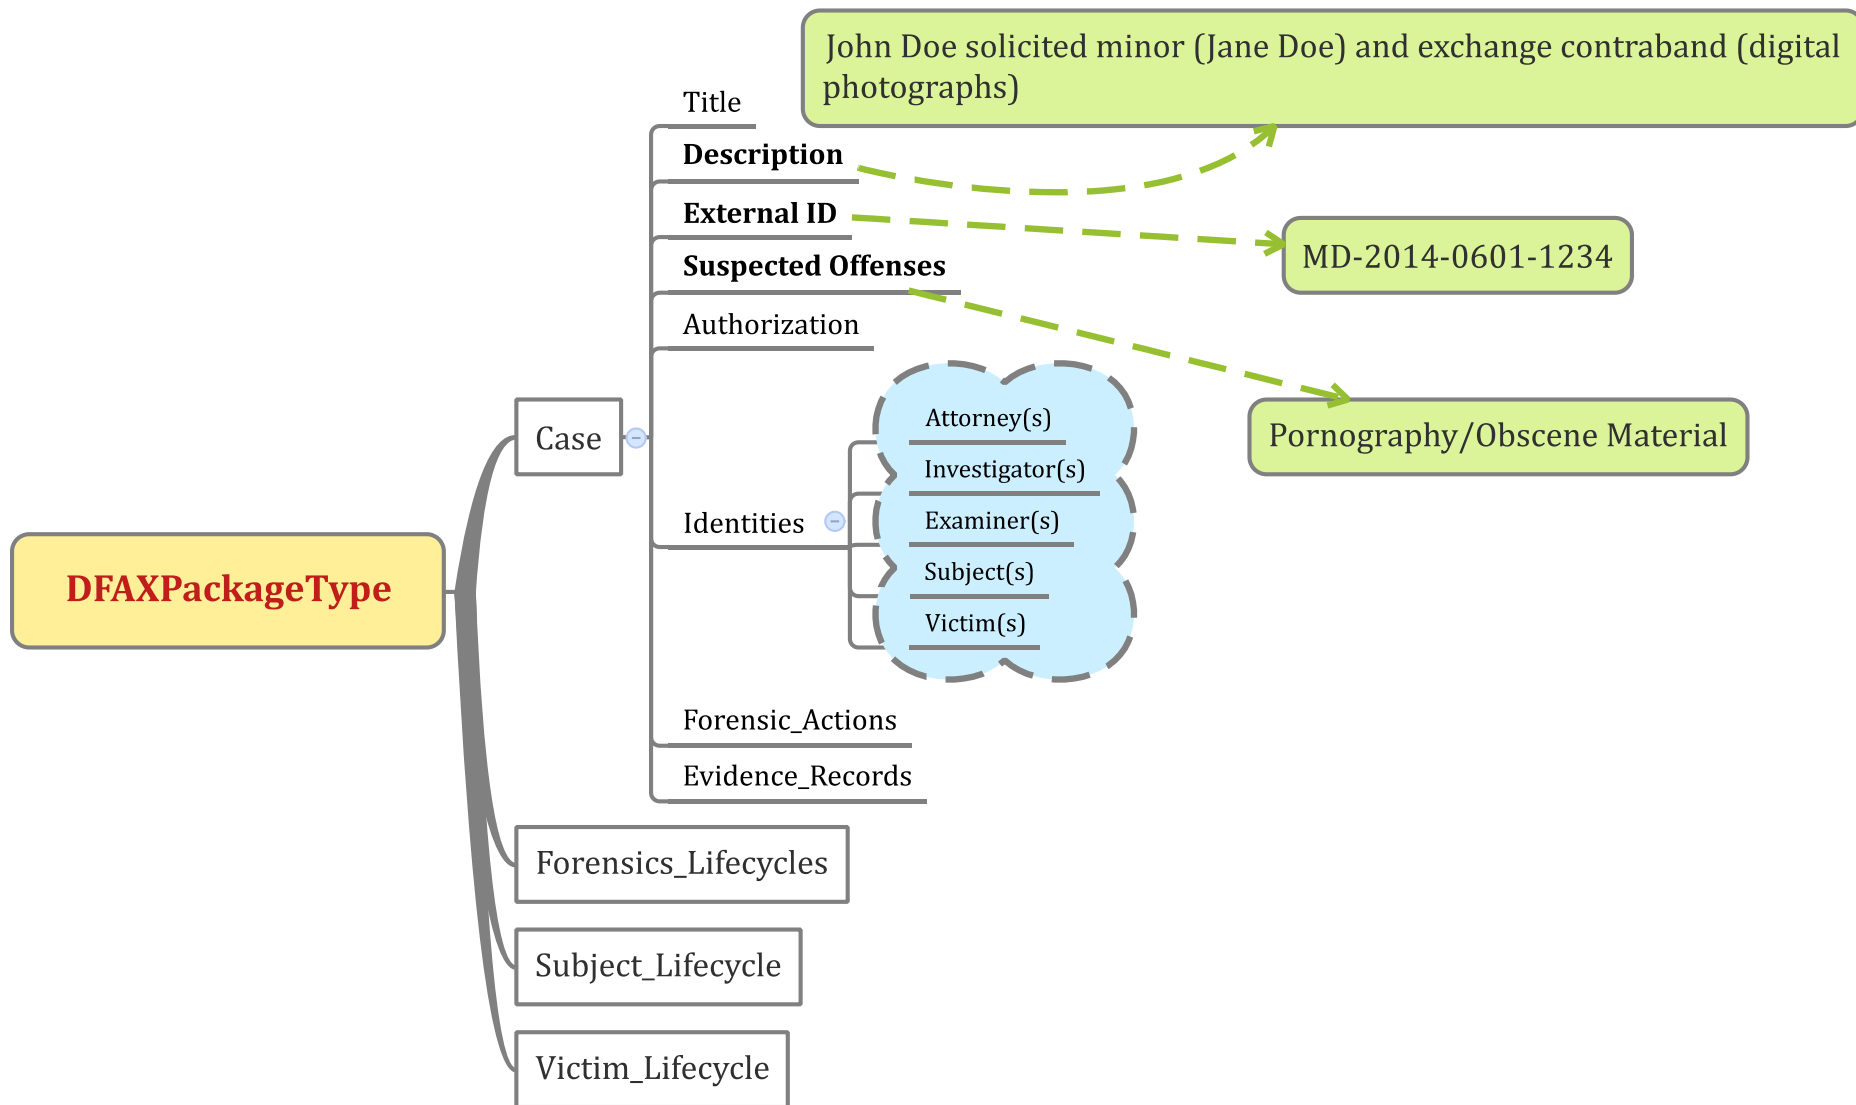 John Doe solicited minor (Jane Doe) and exchange contraband (digital
photographs)
Title
Description
External ID
MD-2014-0601-1234
Suspected Offenses
Authorization
Pornography/Obscene Material
Case
Attorney(s)
Investigator(s)
Identities
Examiner(s)
Subject(s)
Victim(s)
DFAXPackageType
Forensic_Actions
Evidence_Records
Forensics_Lifecycles
Subject_Lifecycle
Victim_Lifecycle